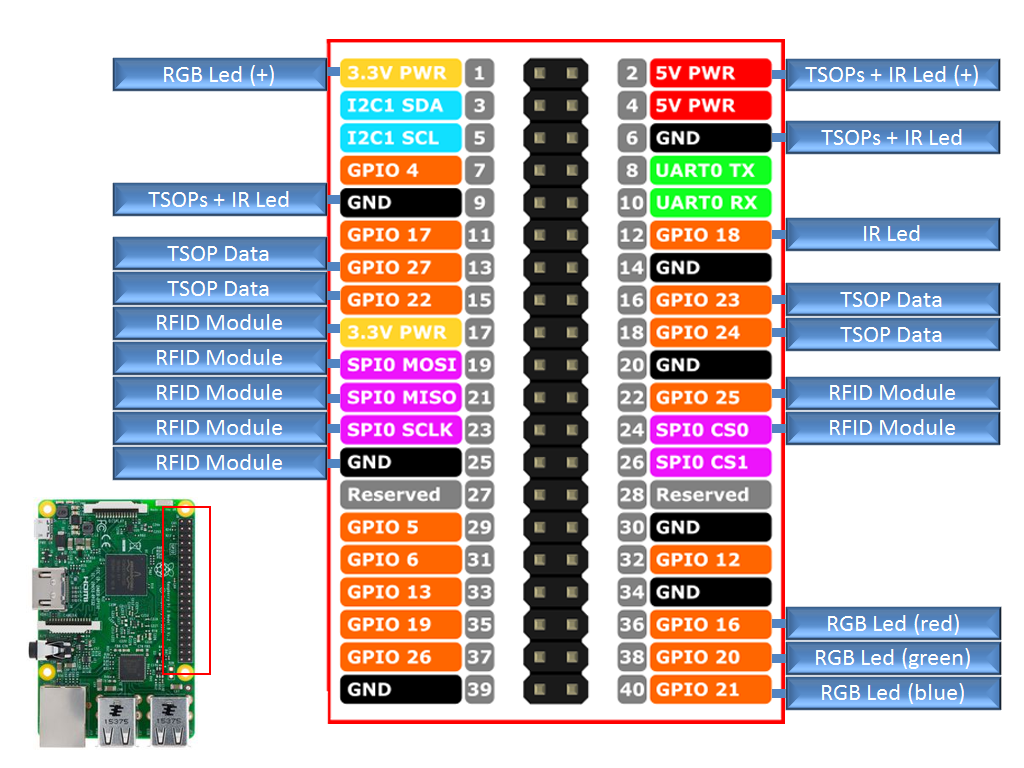 RGB Led (+) 3.3V PWR 1 2 5V PWR TSOPs + IR Led (+)
I2C1 SDA 3 4 5V PWR
I2C1 SCL 5 6 GND TSOPs + IR Led
GPIO 4 7 8 UART0 TX
TSOPs + IR Led GND 9 10 UART0 RX
GPIO 17 11 12 GPIO 18 IR Led
TSOP Data GPIO 27 13 14 GND
TSOP Data GPIO 22 15 16 GPIO 23 TSOP Data
RFID Module 3.3V PWR 17 18 GPIO 24 TSOP Data
RFID Module SPI0 MOSI 19 20 GND
RFID Module SPI0 MISO 21 22 GPIO 25 RFID Module
RFID Module SPI0 SCLK 23 24 SPI0 CS0 RFID Module
RFID Module GND 25 26 SPI0 CS1
Reserved 27 28 Reserved
GPIO 5 29 30 GND
GPIO 6 31 32 GPIO 12
GPIO 13 33 34 GND
GPIO 19 35 36 GPIO 16 RGB Led (red)
GPIO 26 37 38 GPIO 20 RGB Led (green)
GND 39 40 GPIO 21 RGB Led (blue)
HDMI
15375 15375